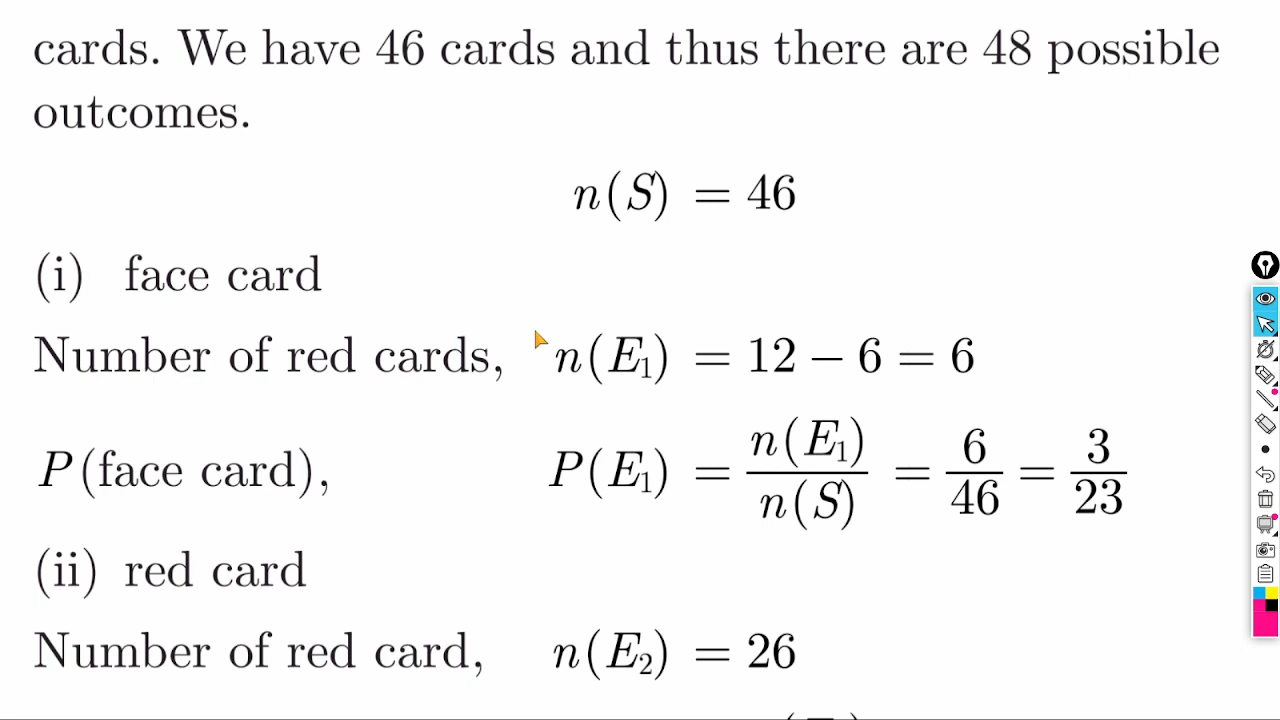 cards. We have 46 cards and thus there are 48 possible
outcomes.
n(S) = 46
(i) face card
Number of red cards, n(E₁) = 12 − 6 = 6
P(face card), P(E₁) = n(E₁)/n(S) = 6/46 = 3/23
(ii) red card
Number of red card, n(E₂) = 26